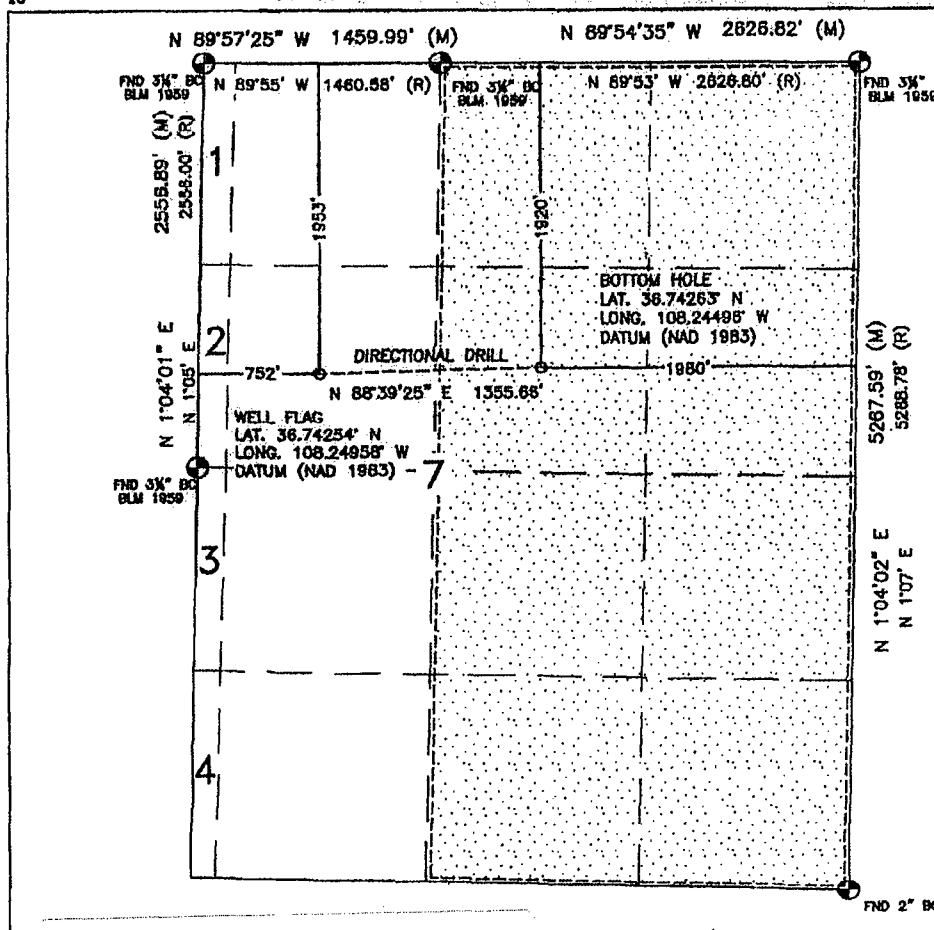 N 89°57'25" W 1459.99' (M)
N 89°54'35" W 2626.82' (M)
FND 3¼" BC
BLM 1959
N 89°55' W 1460.58' (R)
FND 3¼" BC
BLM 1959
N 89°53' W 2626.80' (R)
FND 3¼"
BLM 1959
2556.89' (M)
2556.00' (R)
1
1953'
1920'
BOTTOM HOLE
LAT. 36.74263° N
LONG. 108.24496° W
DATUM (NAD 1983)
N 1°04'01" E
N 1°05' E
2
DIRECTIONAL DRILL
752'
1980'
N 88°39'25" E 1355.66'
5267.59' (M)
5268.78' (R)
WELL FLAG
LAT. 36.74254° N
LONG. 108.24958° W
DATUM (NAD 1983)
7
FND 3¼" BC
BLM 1959
3
N 1°04'02" E
N 1°07' E
4
FND 2" BC